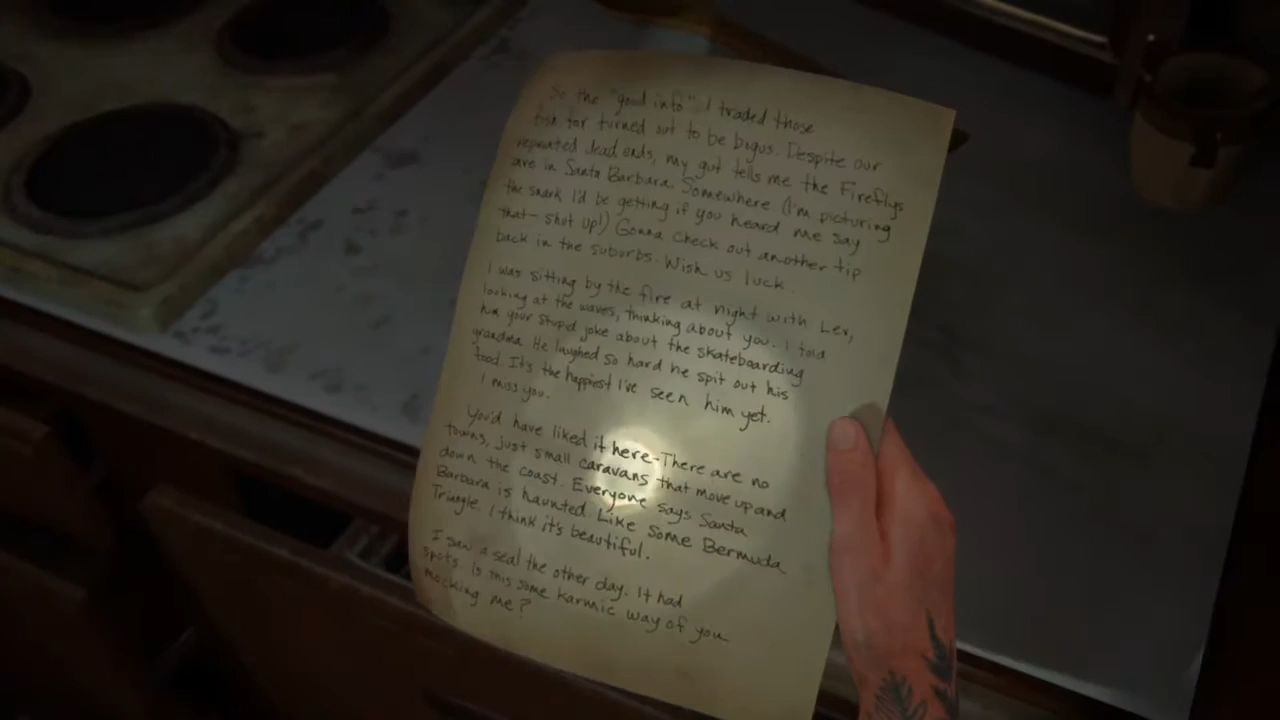 So the "good info" I traded those
fish for turned out to be bogus. Despite our
repeated dead ends, my gut tells me the Fireflys
are in Santa Barbara. Somewhere. (I'm picturing
the snark I'd be getting if you heard me say
that- shut up!) Gonna check out another tip
back in the suburbs. Wish us luck
I was sitting by the fire at night with Lev,
looking at the waves, thinking about you. I told
him your stupid joke about the skateboarding
grandma. He laughed so hard he spit out his
food. It's the happiest I've seen him yet.
I miss you.
You'd have liked it here-There are no
towns, just small caravans that move up and
down the coast. Everyone says Santa
Barbara is haunted. Like some Bermuda
Triangle. I think it's beautiful.
I saw a seal the other day. It had
spots. Is this some karmic way of you
mocking me?